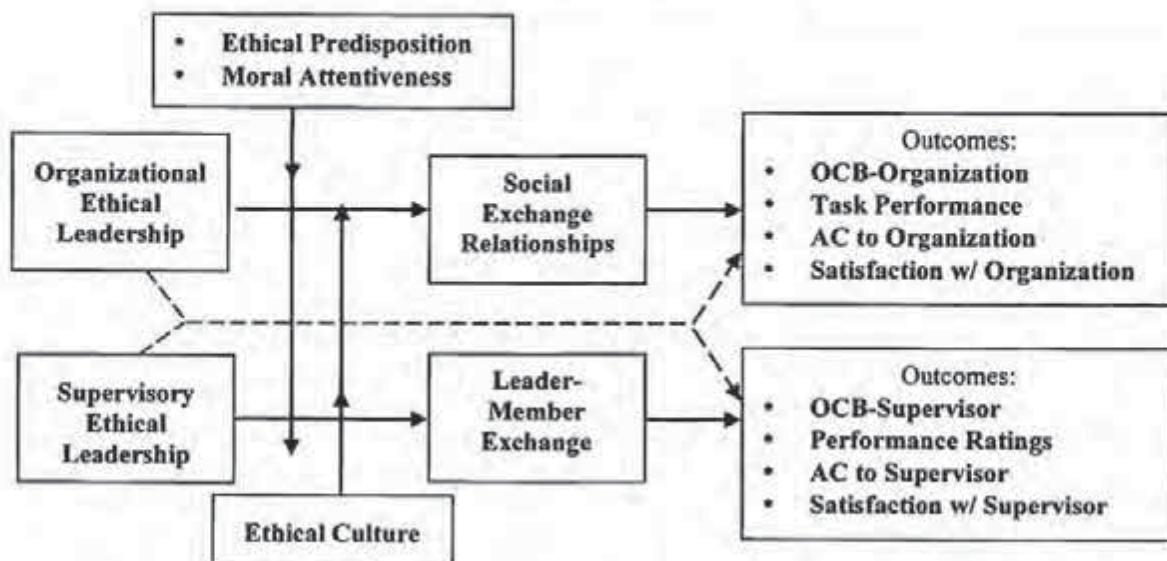 • Ethical Predisposition
• Moral Attentiveness
Organizational
Ethical
Leadership
Social
Exchange
Relationships
Outcomes:
• OCB-Organization
• Task Performance
• AC to Organization
• Satisfaction w/ Organization
Supervisory
Ethical
Leadership
Leader-
Member
Exchange
Outcomes:
• OCB-Supervisor
• Performance Ratings
• AC to Supervisor
• Satisfaction w/ Supervisor
Ethical Culture